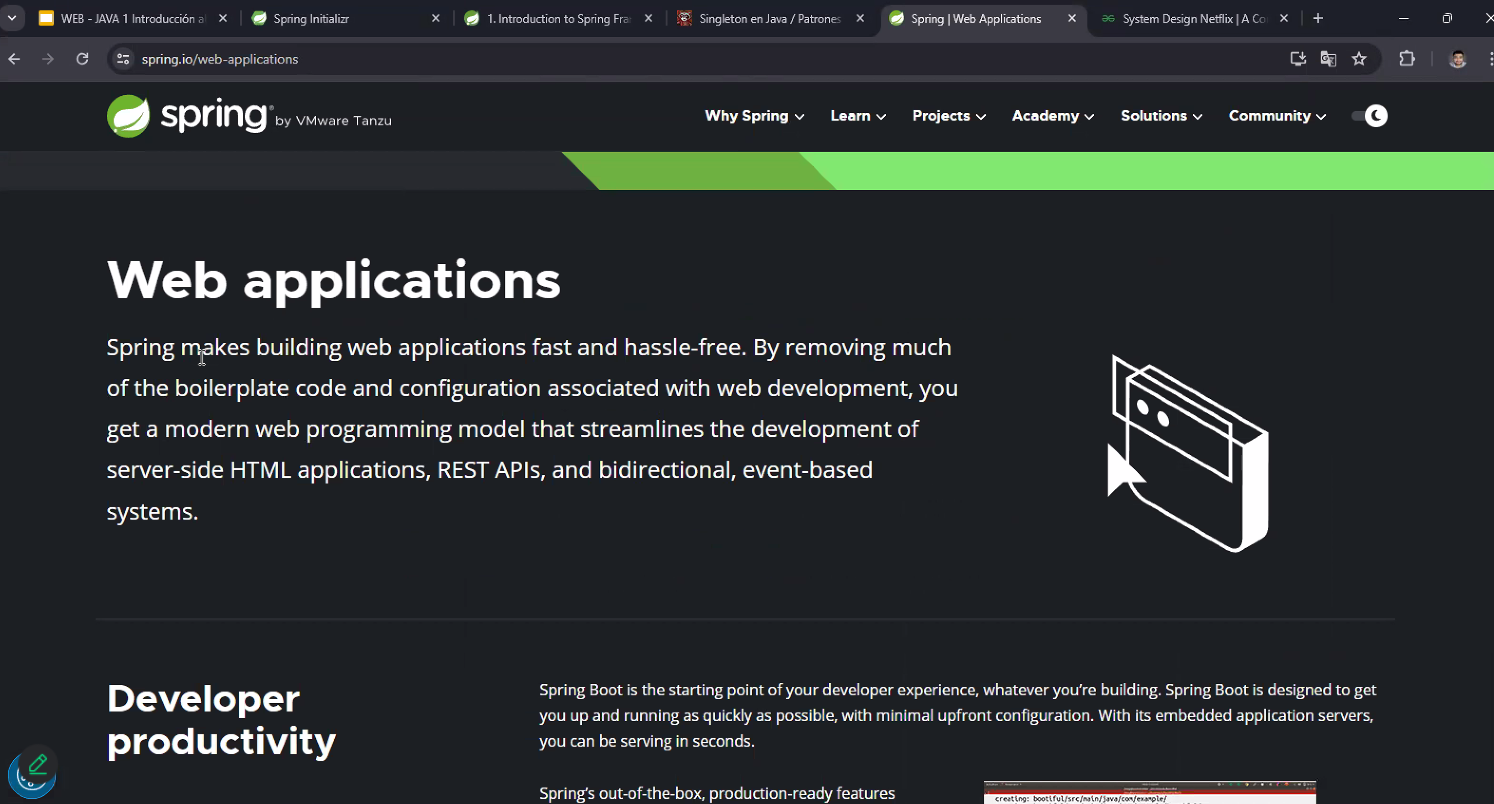 WEB - JAVA 1 Introducción al
Spring Initializr
1. Introduction to Spring Fra
Singleton en Java / Patrones
Spring | Web Applications
System Design Netflix | A Co
spring.io/web-applications
spring by VMware Tanzu
Why Spring
Learn
Projects
Academy
Solutions
Community
Web applications
Spring makes building web applications fast and hassle-free. By removing much
of the boilerplate code and configuration associated with web development, you
get a modern web programming model that streamlines the development of
server-side HTML applications, REST APIs, and bidirectional, event-based
systems.
Developer
productivity
Spring Boot is the starting point of your developer experience, whatever you're building. Spring Boot is designed to get
you up and running as quickly as possible, with minimal upfront configuration. With its embedded application servers,
you can be serving in seconds.
Spring's out-of-the-box, production-ready features
creating: bootiful/src/main/java/com/example/